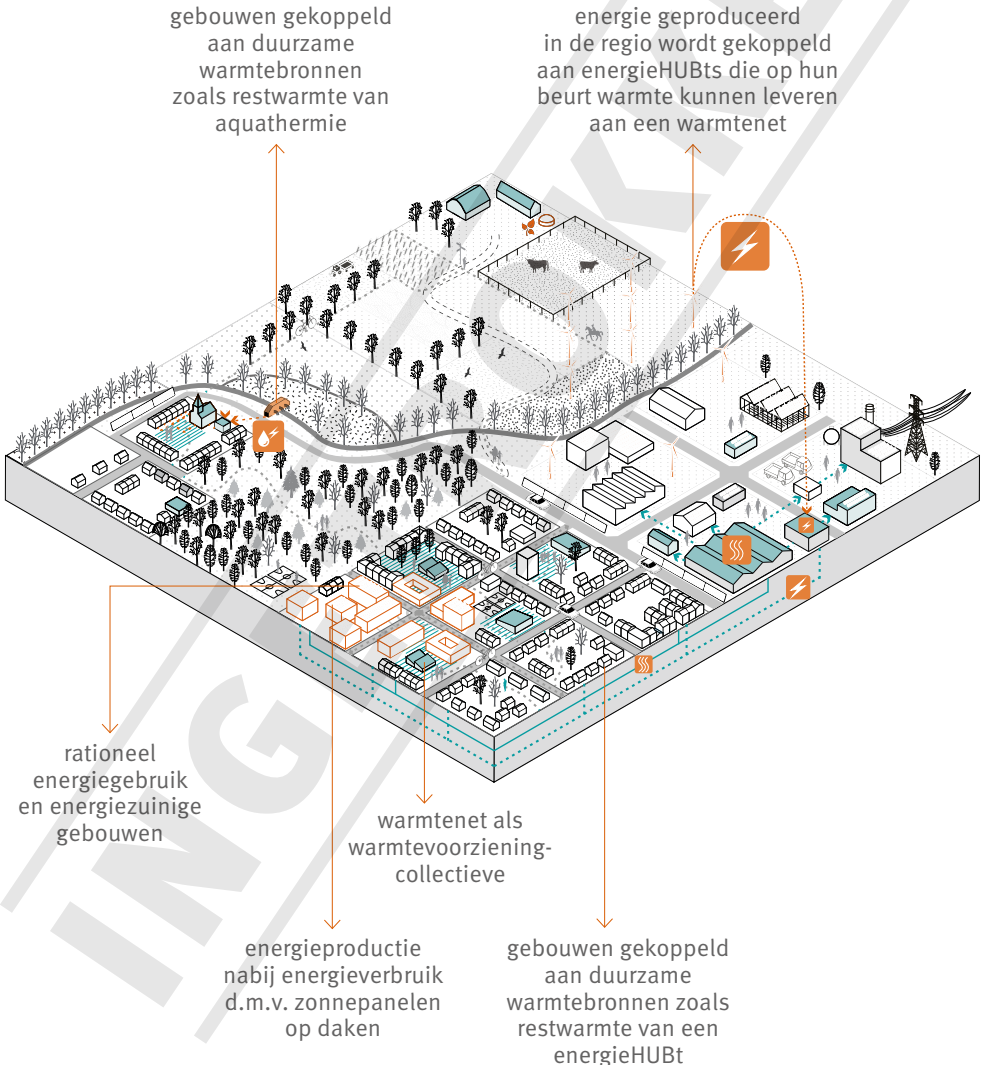 gebouwen gekoppeld
aan duurzame
warmtebronnen
zoals restwarmte van
aquathermie
energie geproduceerd
in de regio wordt gekoppeld
aan energieHUBts die op hun
beurt warmte kunnen leveren
aan een warmtenet
rationeel
energiegebruik
en energiezuinige
gebouwen
warmtenet als
warmtevoorziening-
collectieve
energieproductie
nabij energieverbruik
d.m.v. zonnepanelen
op daken
gebouwen gekoppeld
aan duurzame
warmtebronnen zoals
restwarmte van een
energieHUBt